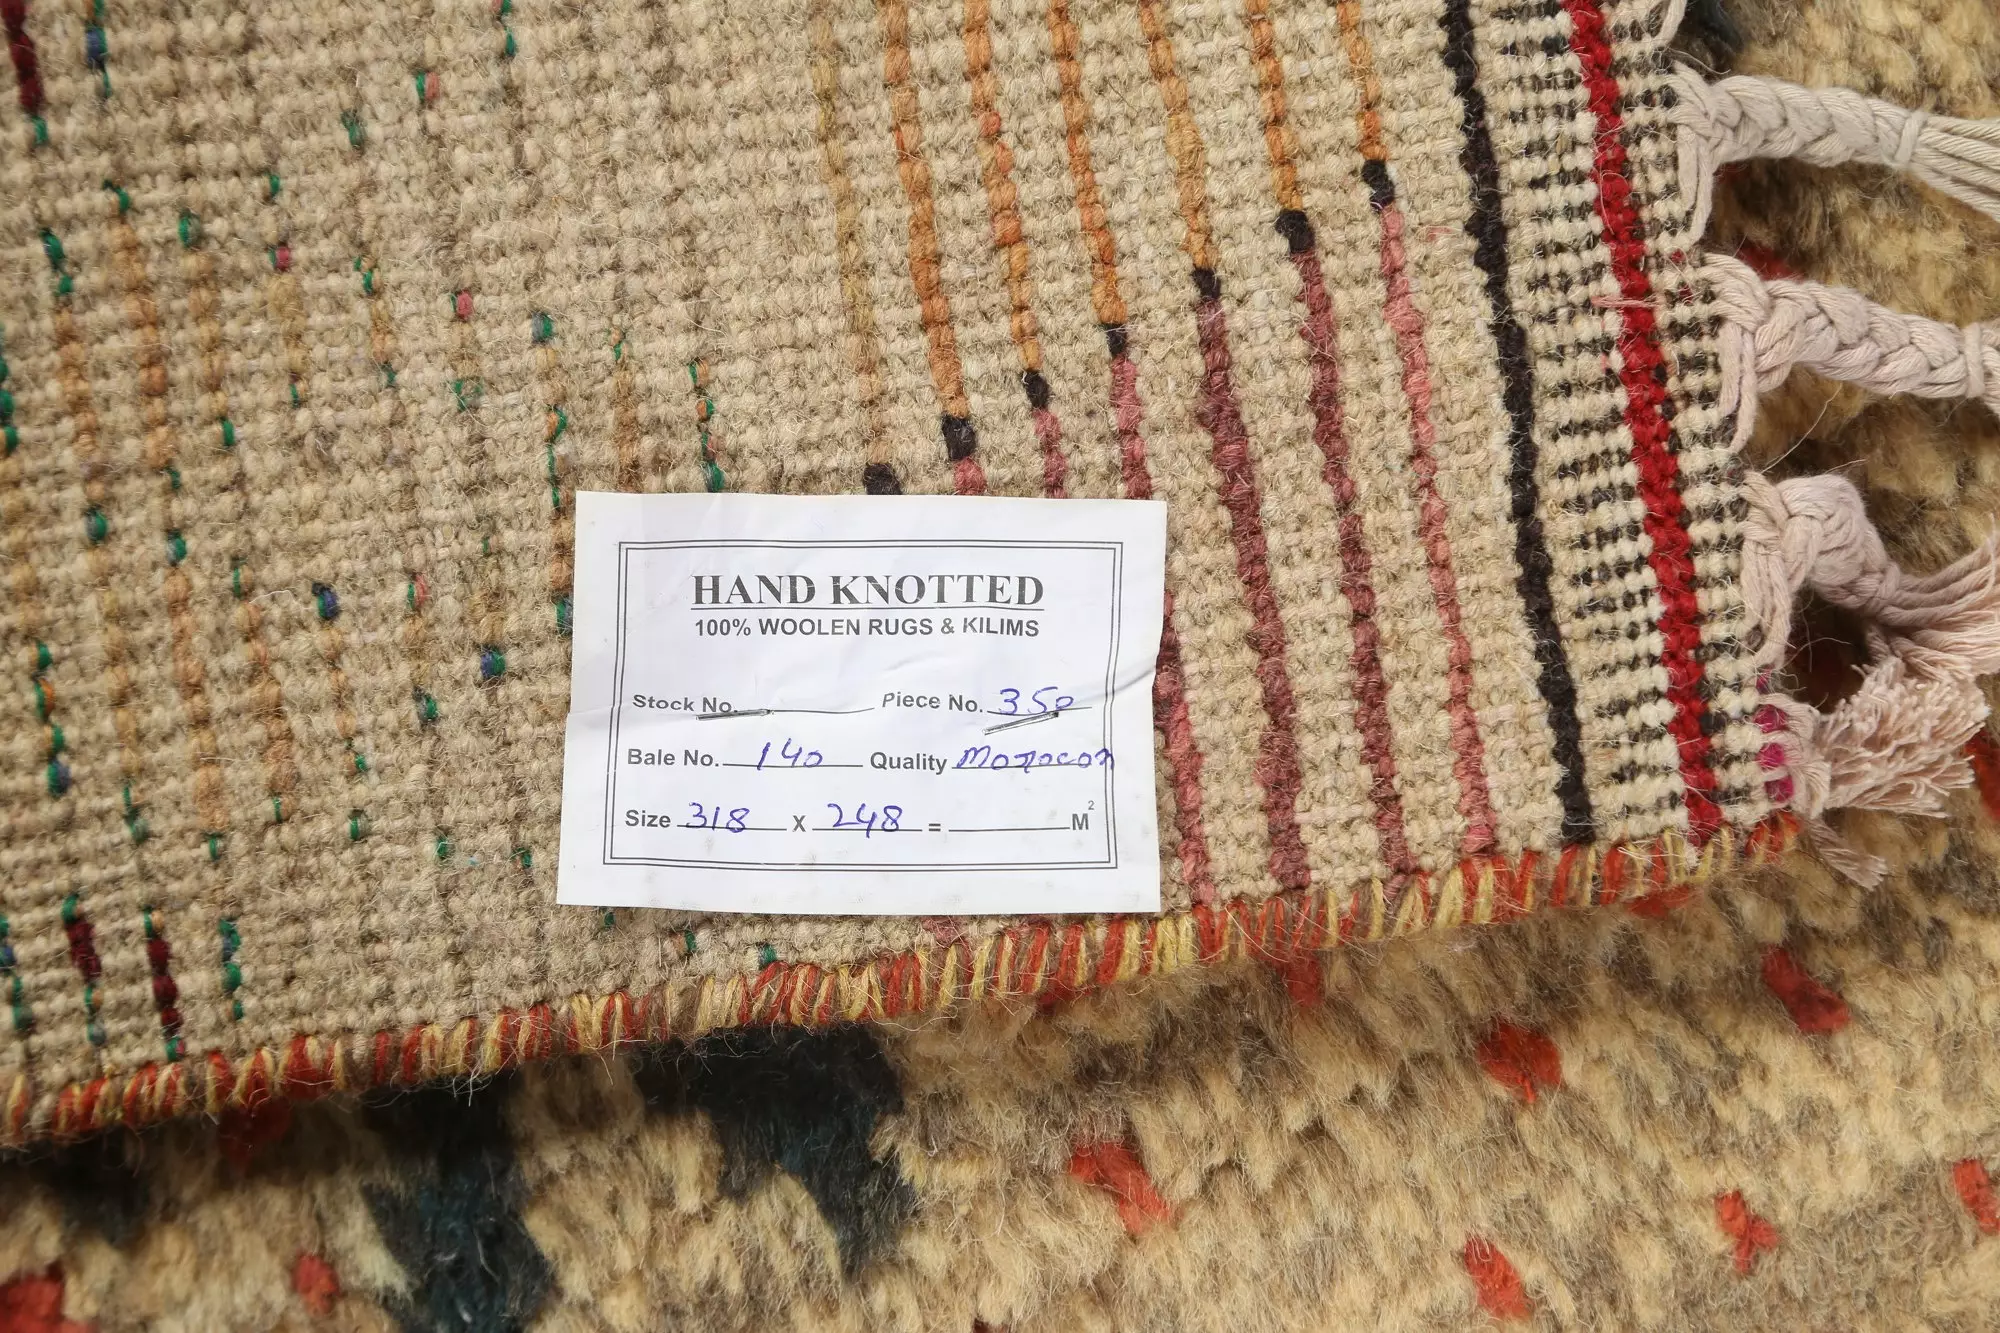 HAND KNOTTED
100% WOOLEN RUGS & KILIMS
Stock No. Piece No. 350
Bale No. 140 Quality Morocon
Size 318 X 248 = M²